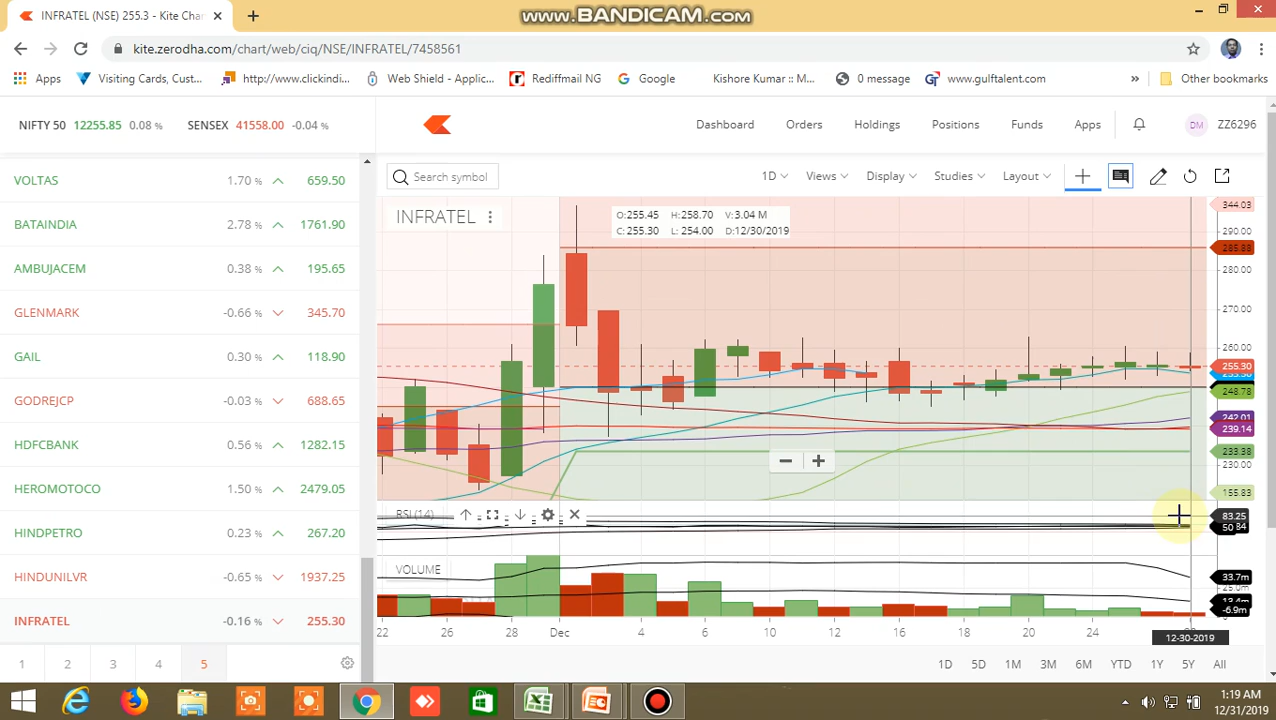 INFRATEL (NSE) 255.3 - Kite Char
www.BANDICAM.com
kite.zerodha.com/chart/web/ciq/NSE/INFRATEL/7458561
Apps
Visiting Cards, Cust...
http://www.clickindi...
Web Shield - Applic...
Rediffmail NG
Google
Kishore Kumar :: M...
0 message
www.gulftalent.com
Other bookmarks
NIFTY 50 12255.85 0.08 % SENSEX 41558.00 -0.04 %
Dashboard Orders Holdings Positions Funds Apps DM ZZ6296
VOLTAS 1.70 % 659.50
BATAINDIA 2.78 % 1761.90
AMBUJACEM 0.38 % 195.65
GLENMARK -0.66 % 345.70
GAIL 0.30 % 118.90
GODREJCP -0.03 % 688.65
HDFCBANK 0.56 % 1282.15
HEROMOTOCO 1.50 % 2479.05
HINDPETRO 0.23 % 267.20
HINDUNILVR -0.65 % 1937.25
INFRATEL -0.16 % 255.30
1 2 3 4 5
Search symbol 1D Views Display Studies Layout
INFRATEL
O:255.45 H:258.70 V:3.04 M
C:255.30 L: 254.00 D:12/30/2019
344.03
290.00
285.88
280.00
270.00
260.00
255.30
248.78
242.01
239.14
233.38
230.00
155.83
RSI (14)
83.25
50.84
VOLUME
33.7m
-6.9m
22 26 28 Dec 4 6 10 12 16 18 20 24
12-30-2019
1D 5D 1M 3M 6M YTD 1Y 5Y All
1:19 AM
12/31/2019